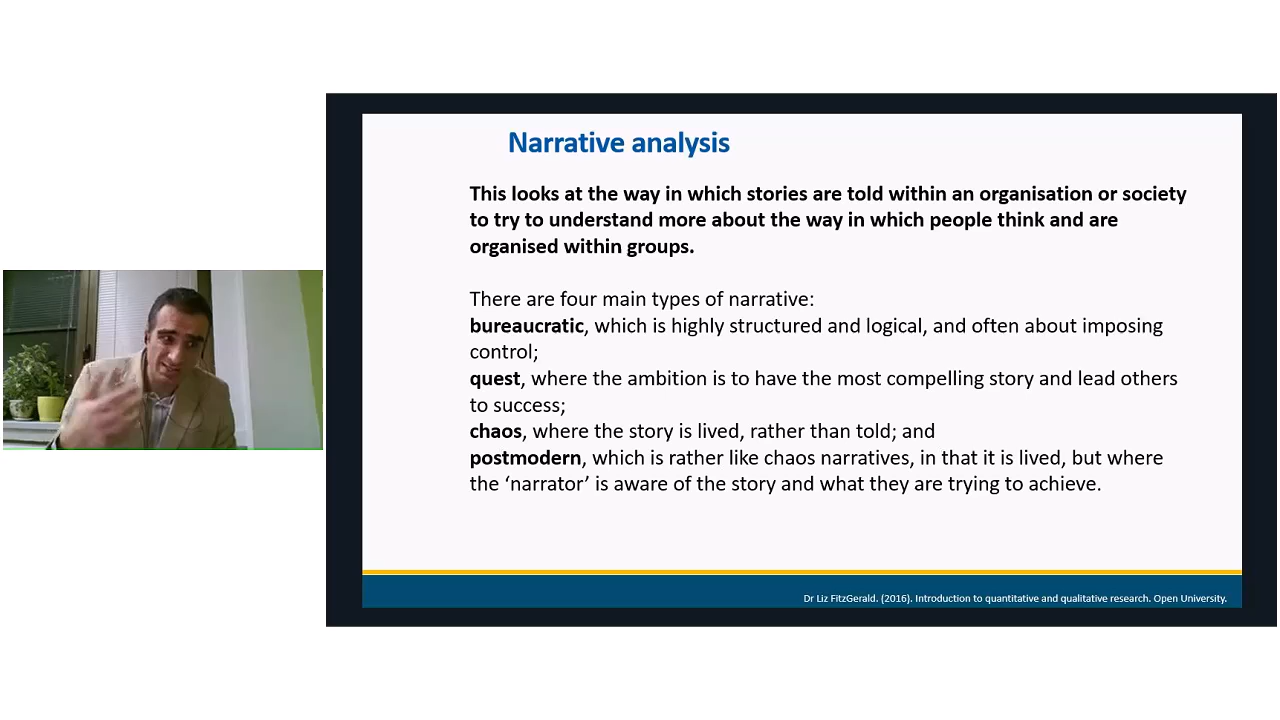 Narrative analysis
This looks at the way in which stories are told within an organisation or society
to try to understand more about the way in which people think and are
organised within groups.
There are four main types of narrative:
bureaucratic, which is highly structured and logical, and often about imposing
control;
quest, where the ambition is to have the most compelling story and lead others
to success;
chaos, where the story is lived, rather than told; and
postmodern, which is rather like chaos narratives, in that it is lived, but where
the ‘narrator’ is aware of the story and what they are trying to achieve.
Dr Liz FitzGerald. (2016). Introduction to quantitative and qualitative research. Open University.